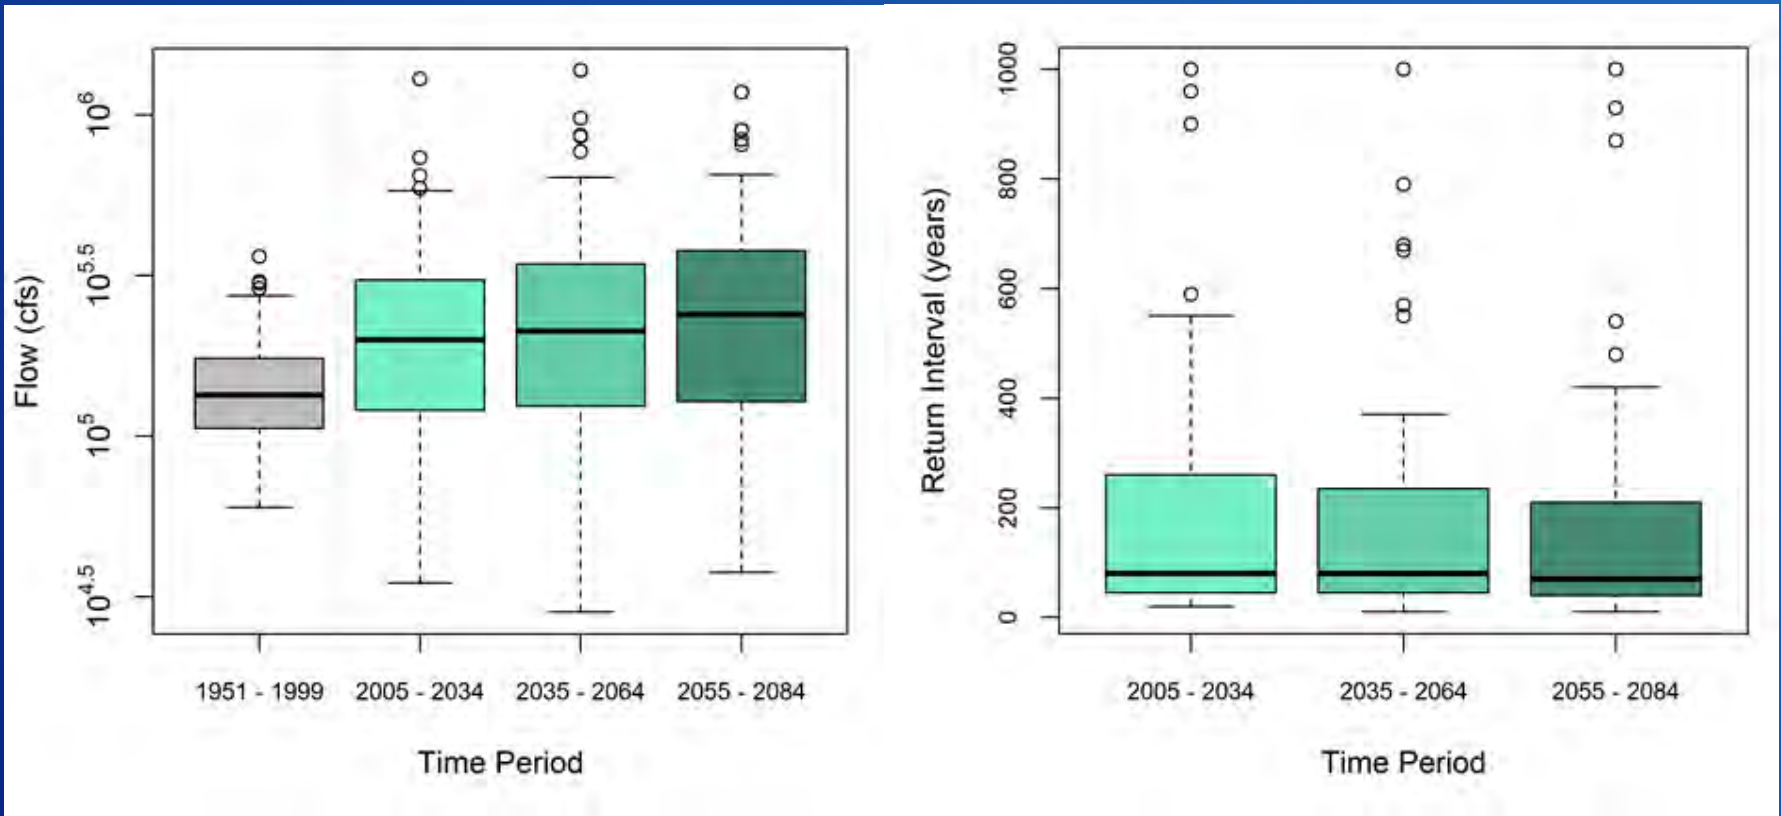 Flow (cfs)
10^6
10^5.5
10^5
10^4.5
1951 - 1999 2005 - 2034 2035 - 2064 2055 - 2084
Time Period
Return Interval (years)
1000
800
600
400
200
0
2005 - 2034 2035 - 2064 2055 - 2084
Time Period